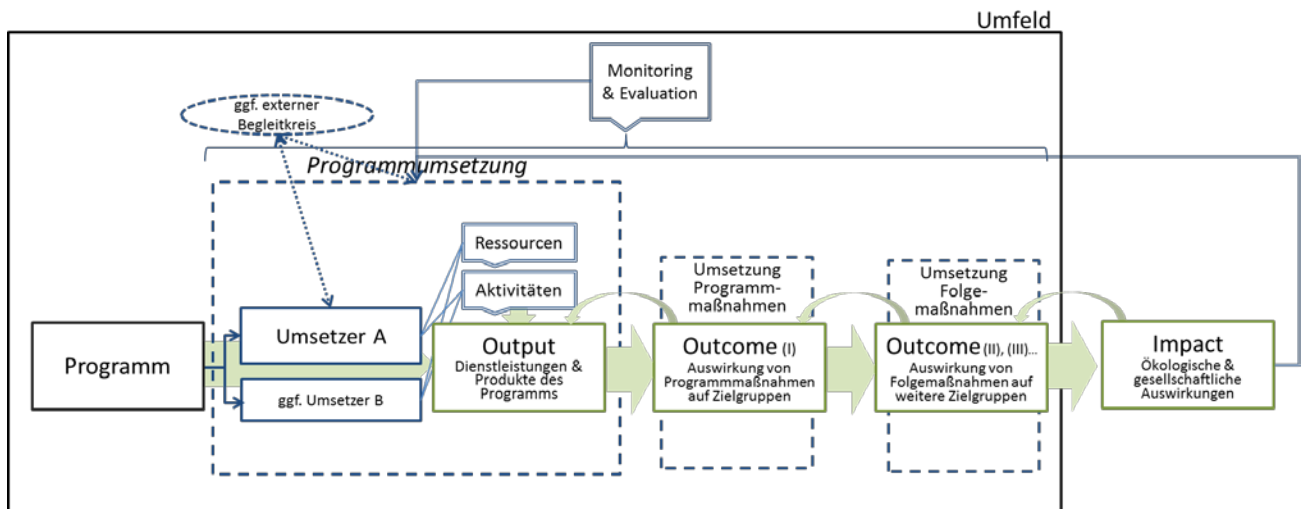 Umfeld
Monitoring
& Evaluation
ggf. externer
Begleitkreis
Programmumsetzung
Ressourcen
Aktivitäten
Umsetzung
Programm-
maßnahmen
Umsetzung
Folge-
maßnahmen
Programm
Umsetzer A
ggf. Umsetzer B
Output
Dienstleistungen &
Produkte des
Programms
Outcome (I)
Auswirkung von
Programmmaßnahmen
auf Zielgruppen
Outcome (II), (III)...
Auswirkung von
Folgemaßnahmen auf
weitere Zielgruppen
Impact
Ökologische &
gesellschaftliche
Auswirkungen